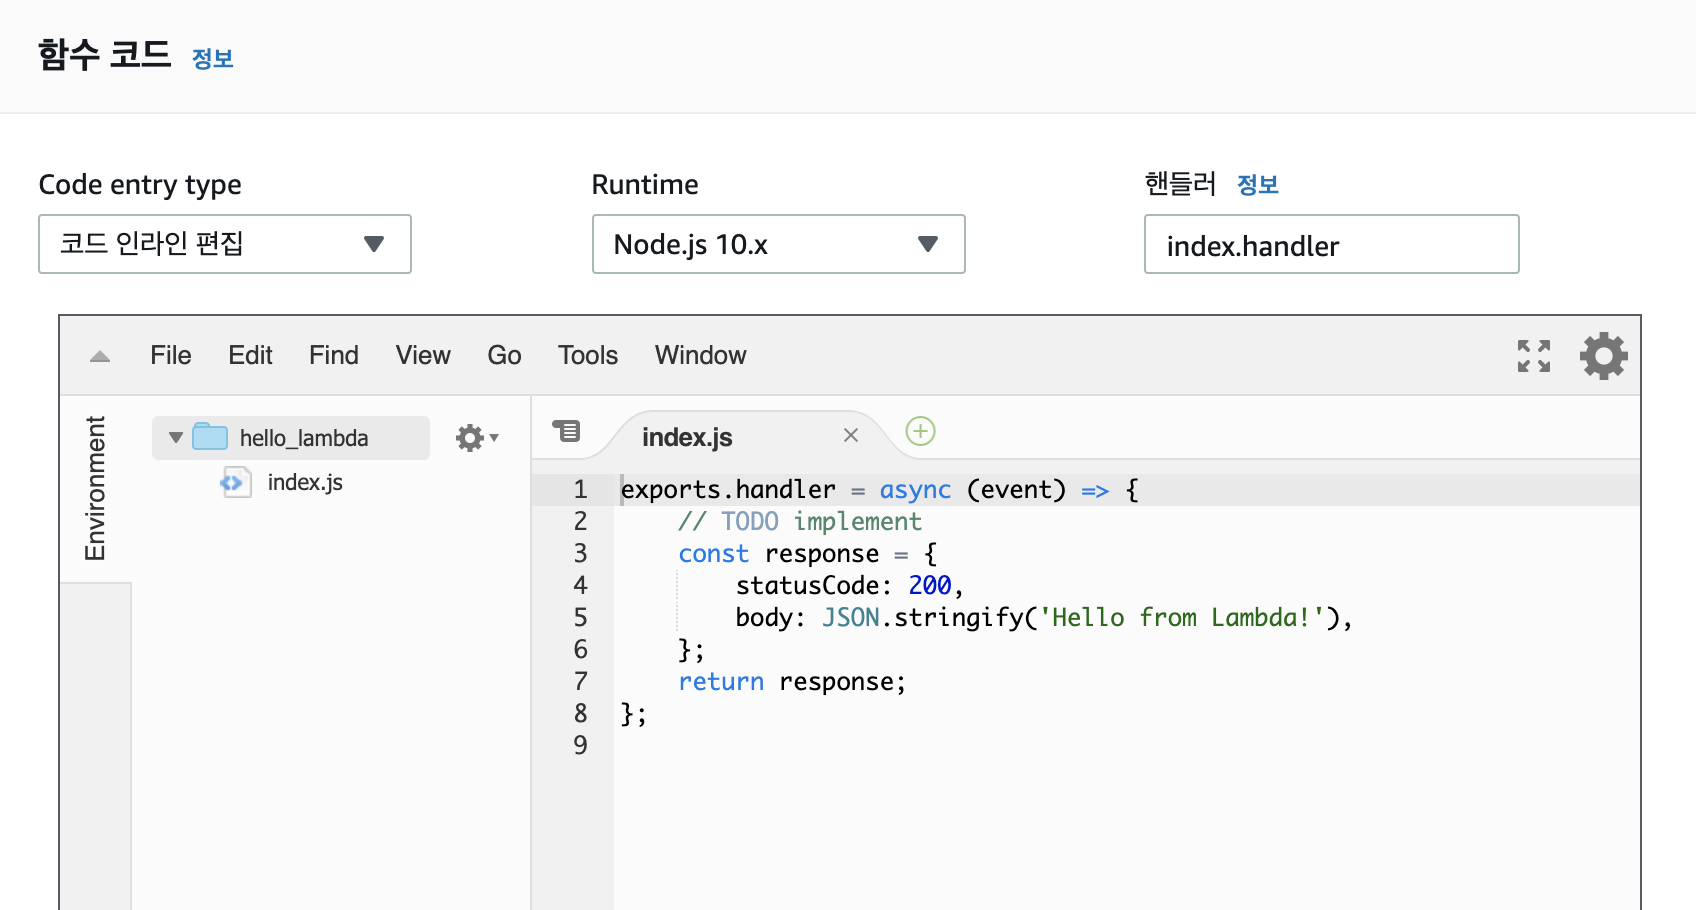 함수 코드 정보
Code entry type
코드 인라인 편집
Runtime
Node.js 10.x
핸들러 정보
index.handler
File Edit Find View Go Tools Window
Environment
hello_lambda
index.js
index.js
1 exports.handler = async (event) => {
2     // TODO implement
3     const response = {
4         statusCode: 200,
5         body: JSON.stringify('Hello from Lambda!'),
6     };
7     return response;
8 };
9